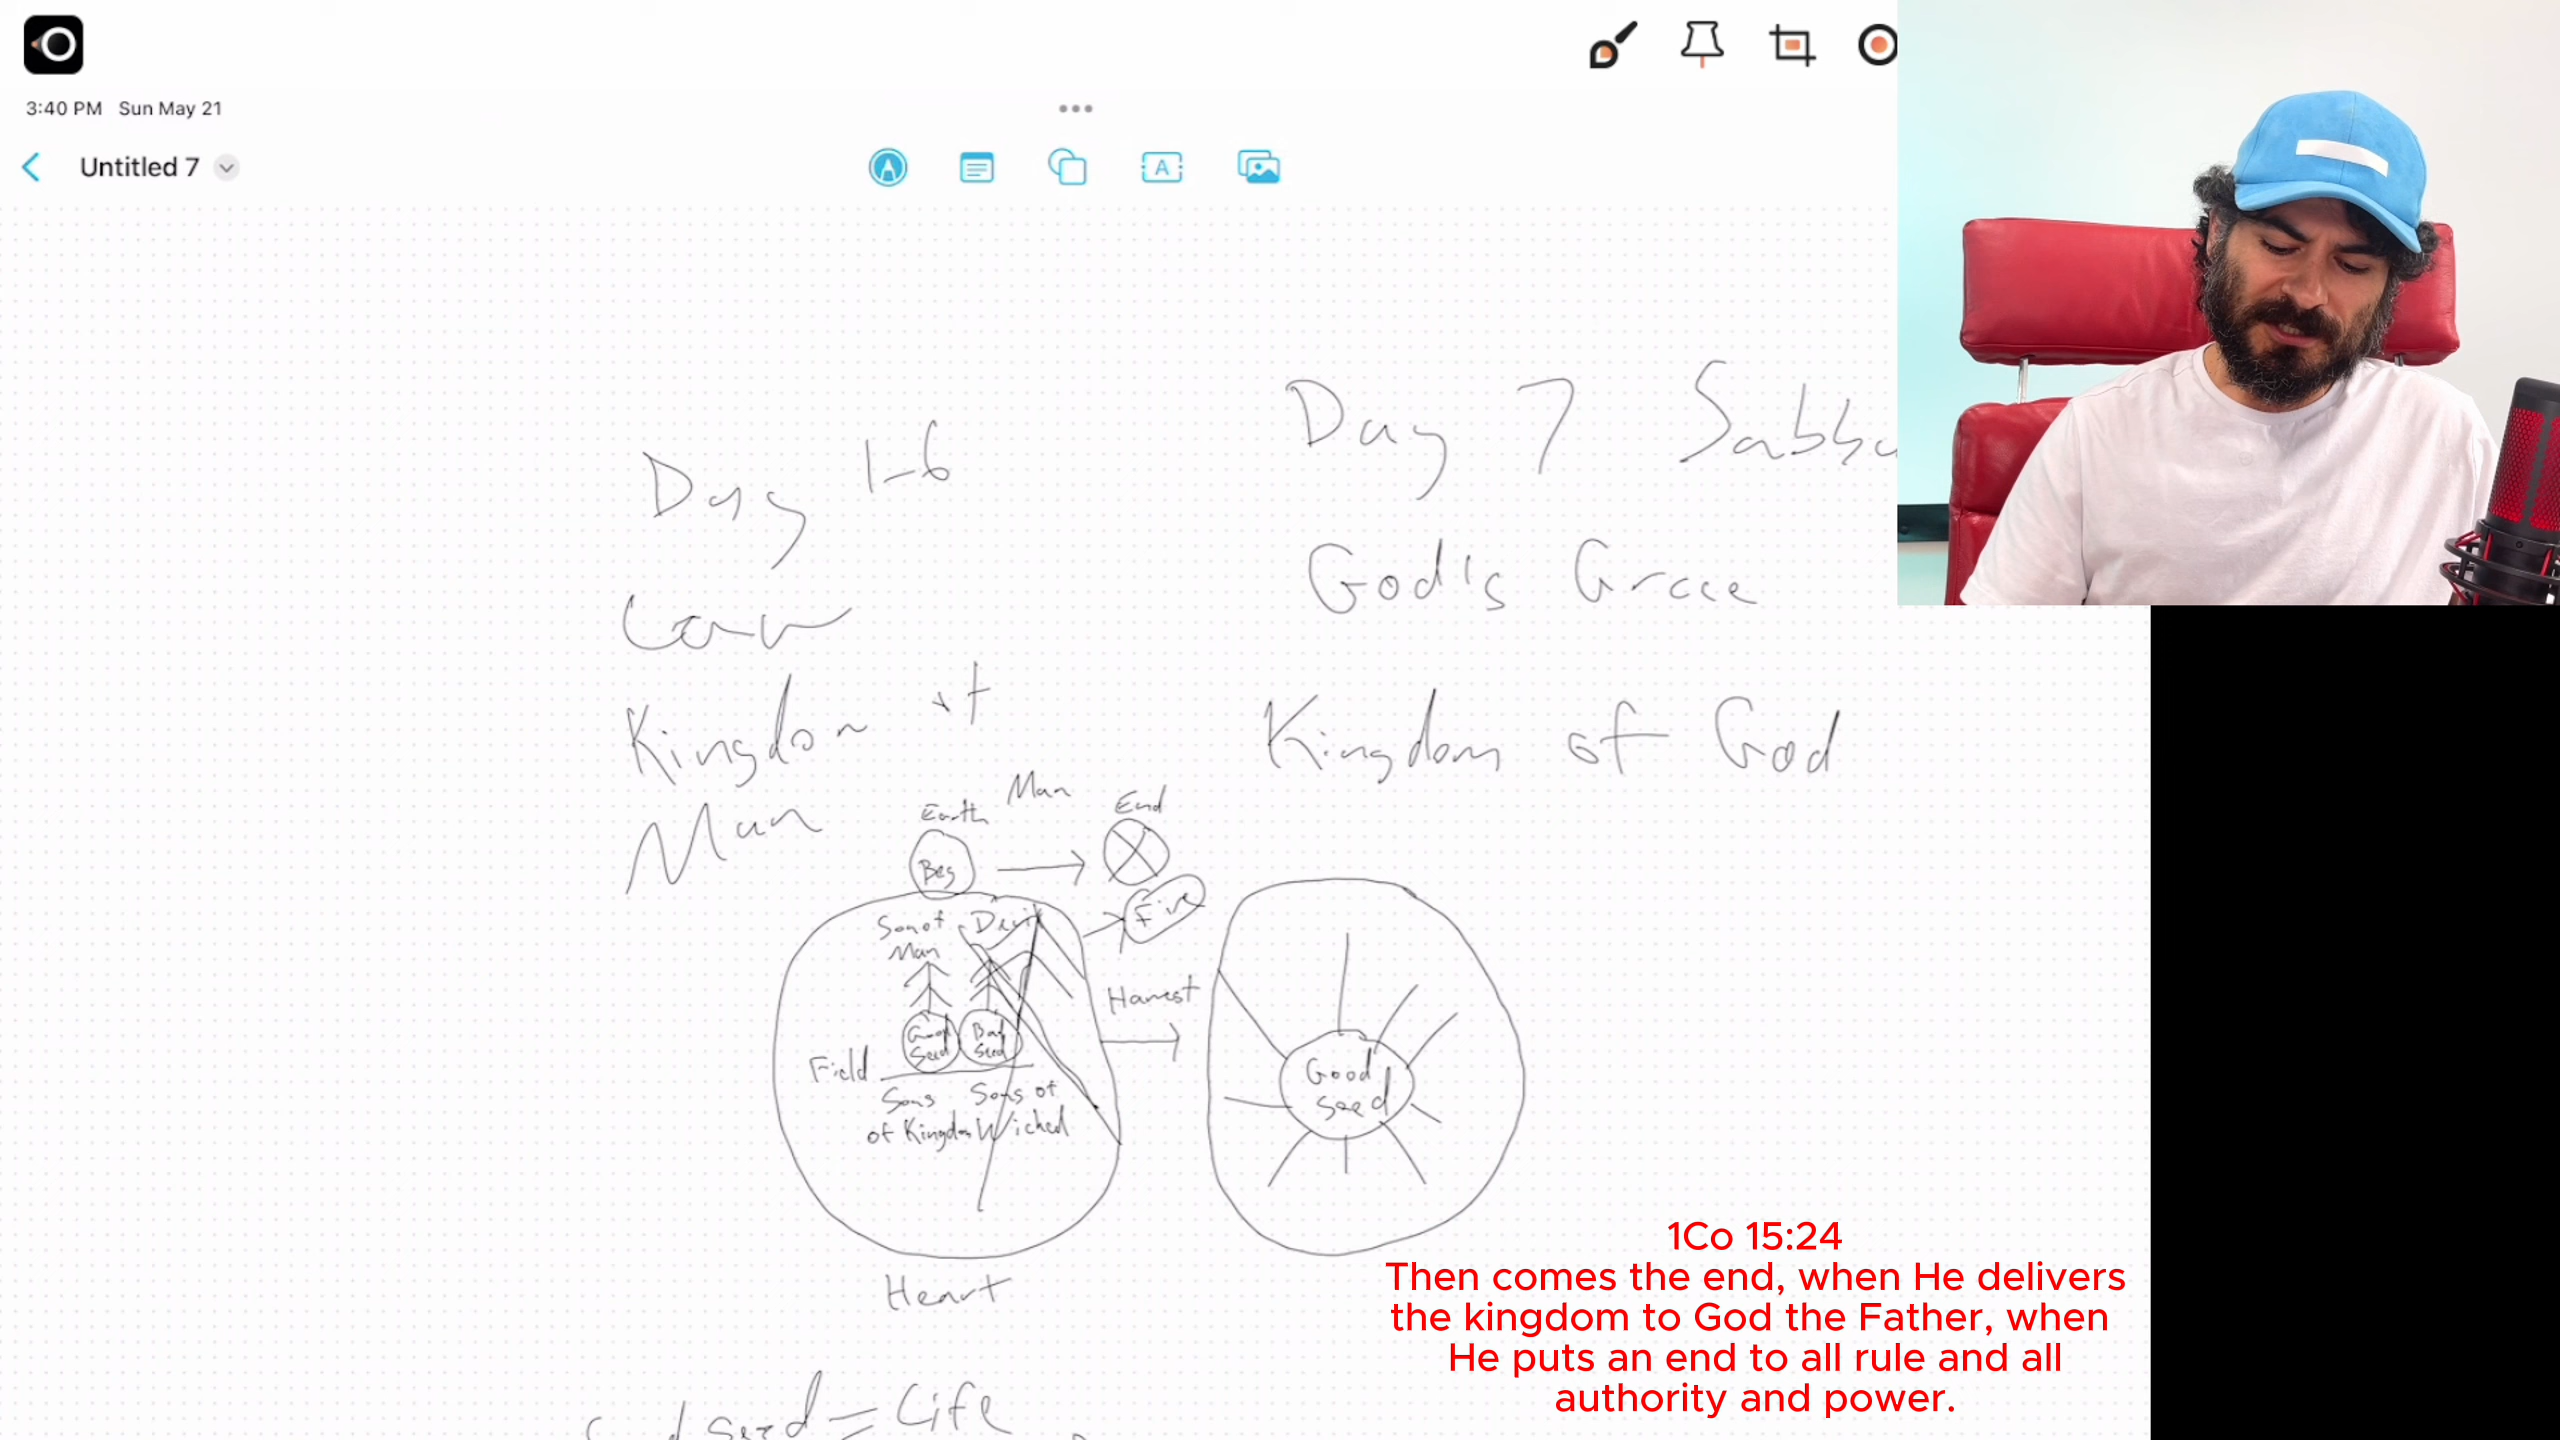 3:40 PM Sun May 21
Untitled 7
A
Day 1-6
Law
Kingdom of
Man
Day 7 Sabba
God's Grace
Kingdom of God
Earth
Man
End
Beg
Fire
Son of
Man
Devil
Good
Seed
Bad
Seed
Field
Sons
of Kingdom
Sons of
Wicked
Heart
Harvest
Good
seed
seed = Life
1Co 15:24
Then comes the end, when He delivers
the kingdom to God the Father, when
He puts an end to all rule and all
authority and power.